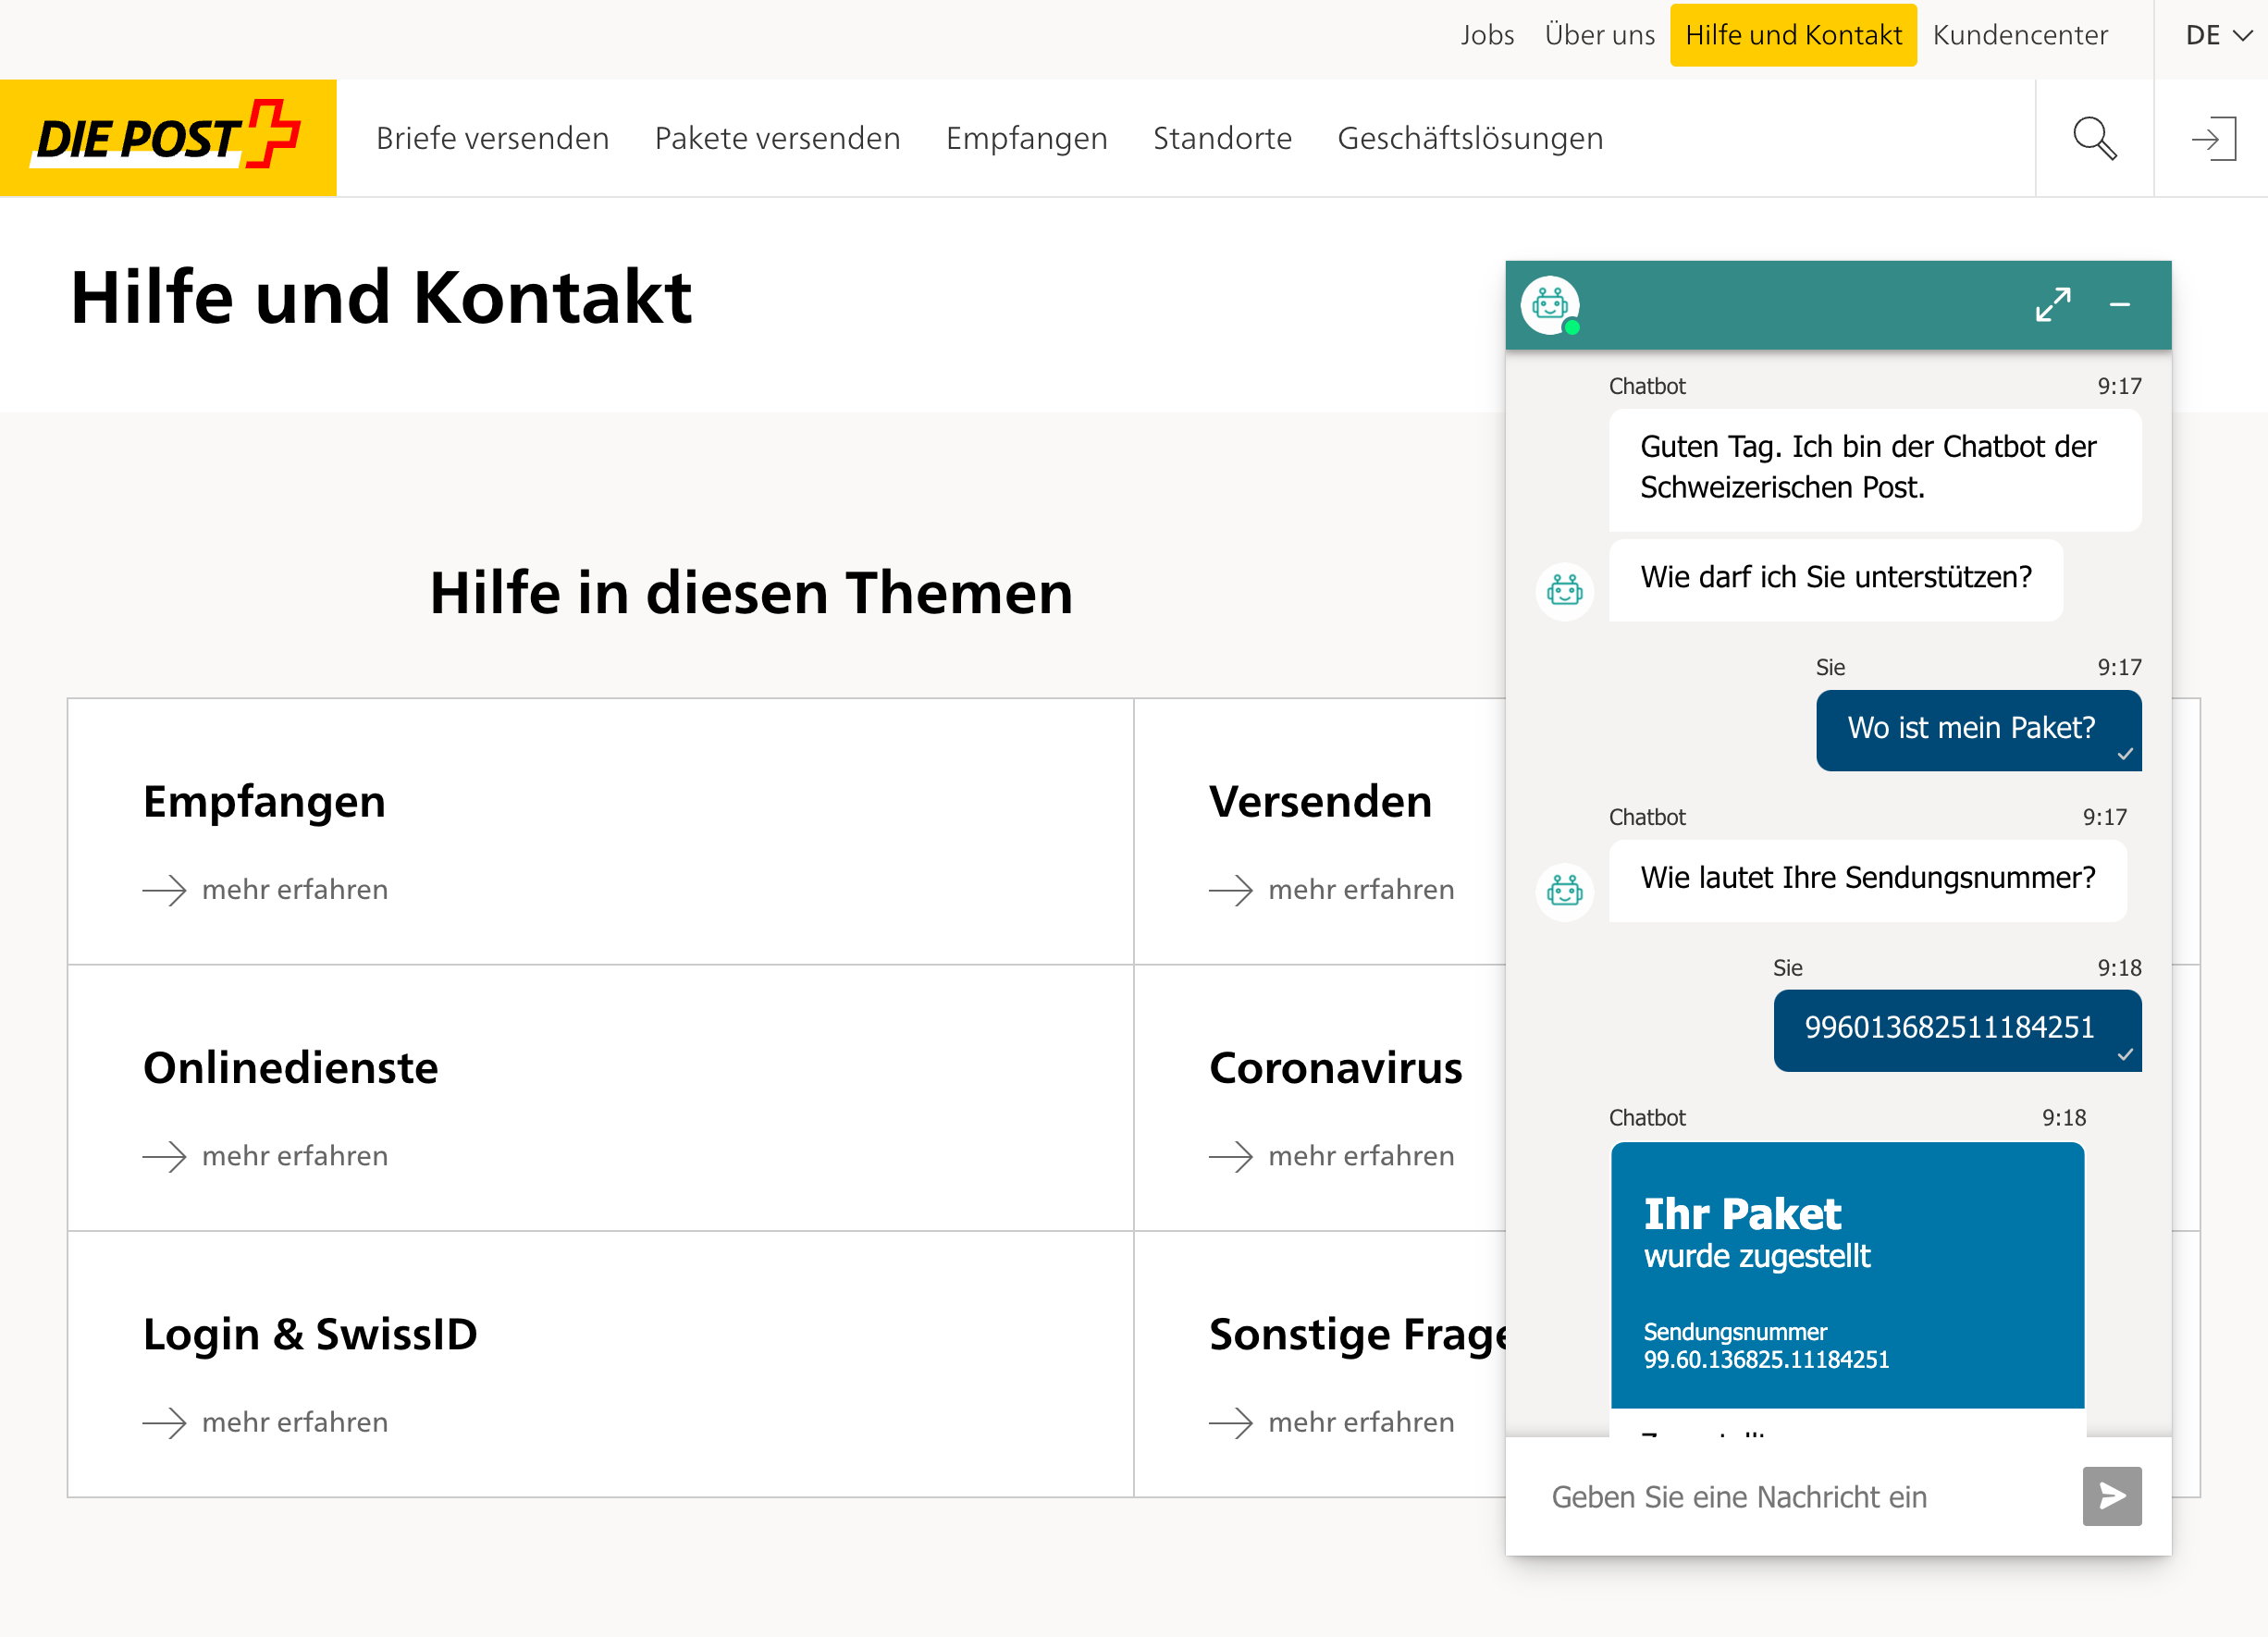 Jobs Über uns Hilfe und Kontakt Kundencenter DE
DIE POST
Briefe versenden Pakete versenden Empfangen Standorte Geschäftslösungen
Hilfe und Kontakt
Hilfe in diesen Themen
Empfangen
mehr erfahren
Versenden
mehr erfahren
Onlinedienste
mehr erfahren
Coronavirus
mehr erfahren
Login & SwissID
mehr erfahren
Sonstige Frage
mehr erfahren
Chatbot 9:17
Guten Tag. Ich bin der Chatbot der
Schweizerischen Post.
Wie darf ich Sie unterstützen?
Sie 9:17
Wo ist mein Paket?
Chatbot 9:17
Wie lautet Ihre Sendungsnummer?
Sie 9:18
996013682511184251
Chatbot 9:18
Ihr Paket
wurde zugestellt
Sendungsnummer
99.60.136825.11184251
Geben Sie eine Nachricht ein